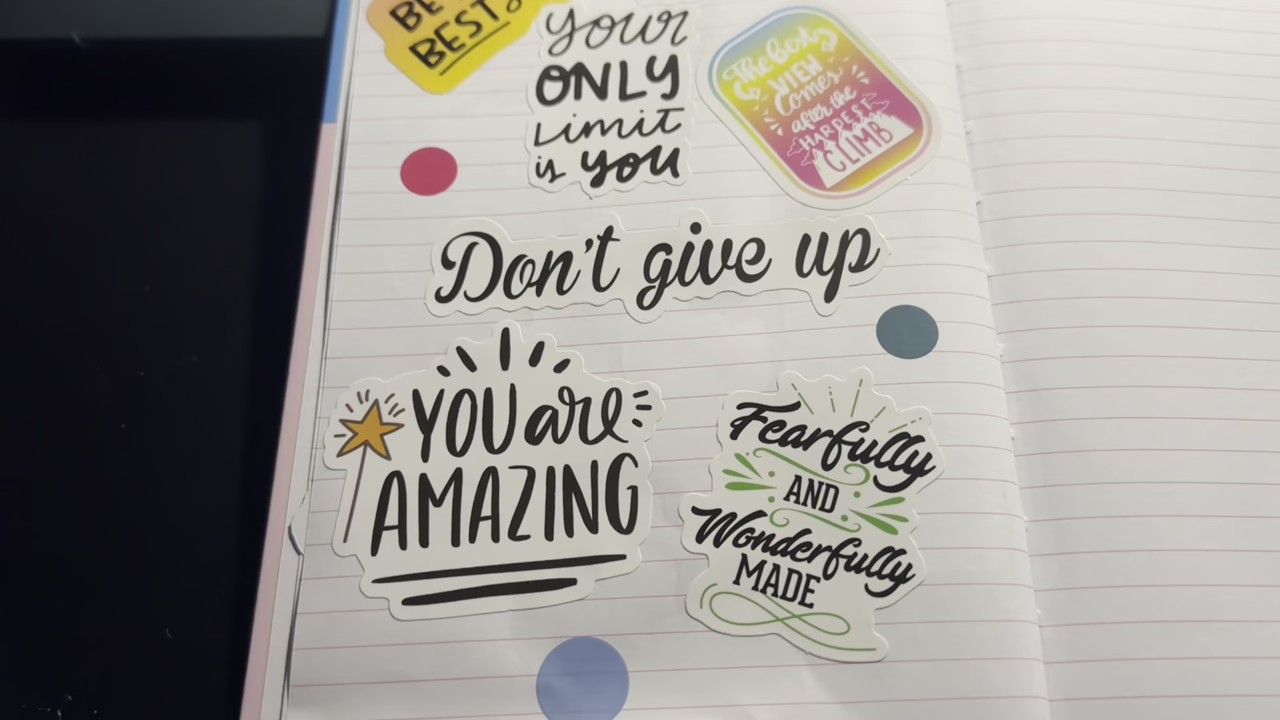 BE
BEST
Your
ONLY
Limit
is you
The Best
VIEW
Comes
after the
HARDEST
CLIMB
Don't give up
YOU are
AMAZING
Fearfully
AND
Wonderfully
MADE